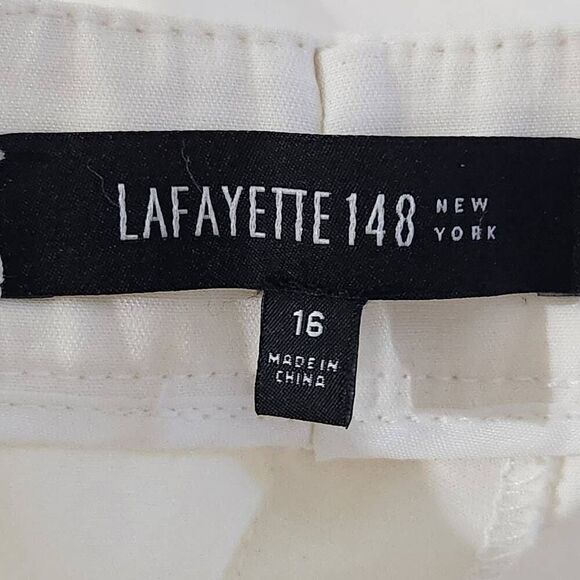 LAFAYETTE 148 NEW YORK
16
MADE IN
CHINA